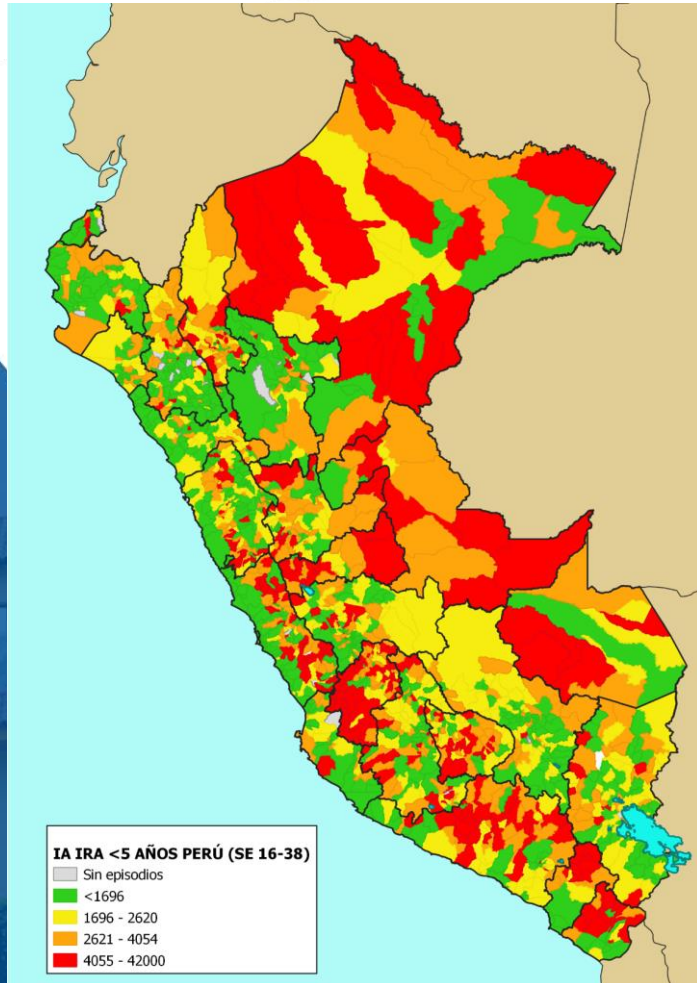 IA IRA <5 AÑOS PERÚ (SE 16-38)
Sin episodios
<1696
1696 - 2620
2621 - 4054
4055 - 42000